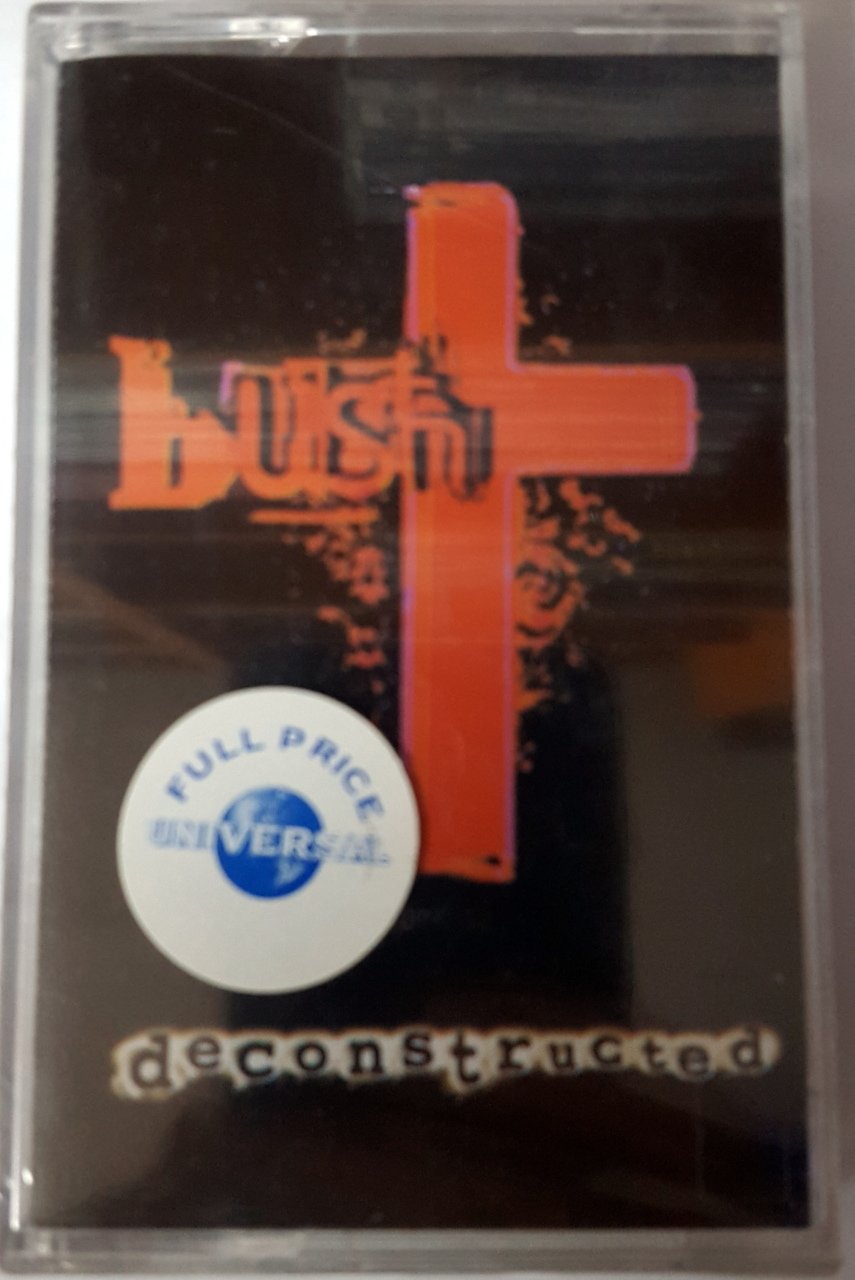 bush
FULL PRICE
UNIVERSAL
deconstructed